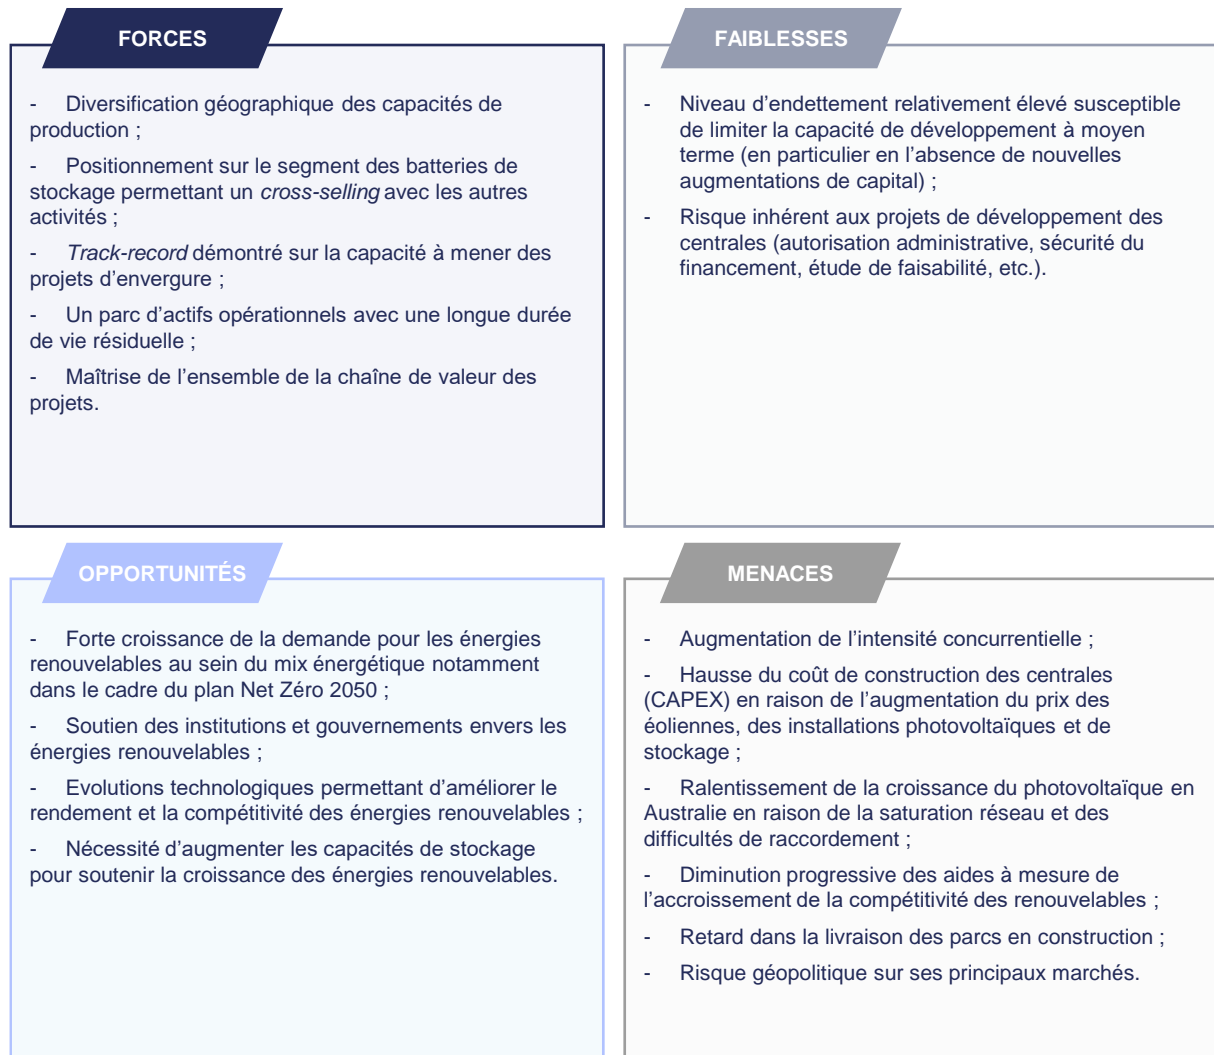 FORCES
- Diversification géographique des capacités de
production ;
- Positionnement sur le segment des batteries de
stockage permettant un cross-selling avec les autres
activités ;
- Track-record démontré sur la capacité à mener des
projets d’envergure ;
- Un parc d’actifs opérationnels avec une longue durée
de vie résiduelle ;
- Maîtrise de l’ensemble de la chaîne de valeur des
projets.
FAIBLESSES
- Niveau d’endettement relativement élevé susceptible
de limiter la capacité de développement à moyen
terme (en particulier en l’absence de nouvelles
augmentations de capital) ;
- Risque inhérent aux projets de développement des
centrales (autorisation administrative, sécurité du
financement, étude de faisabilité, etc.).
OPPORTUNITÉS
- Forte croissance de la demande pour les énergies
renouvelables au sein du mix énergétique notamment
dans le cadre du plan Net Zéro 2050 ;
- Soutien des institutions et gouvernements envers les
énergies renouvelables ;
- Evolutions technologiques permettant d’améliorer le
rendement et la compétitivité des énergies renouvelables ;
- Nécessité d’augmenter les capacités de stockage
pour soutenir la croissance des énergies renouvelables.
MENACES
- Augmentation de l’intensité concurrentielle ;
- Hausse du coût de construction des centrales
(CAPEX) en raison de l’augmentation du prix des
éoliennes, des installations photovoltaïques et de
stockage ;
- Ralentissement de la croissance du photovoltaïque en
Australie en raison de la saturation réseau et des
difficultés de raccordement ;
- Diminution progressive des aides à mesure de
l’accroissement de la compétitivité des renouvelables ;
- Retard dans la livraison des parcs en construction ;
- Risque géopolitique sur ses principaux marchés.